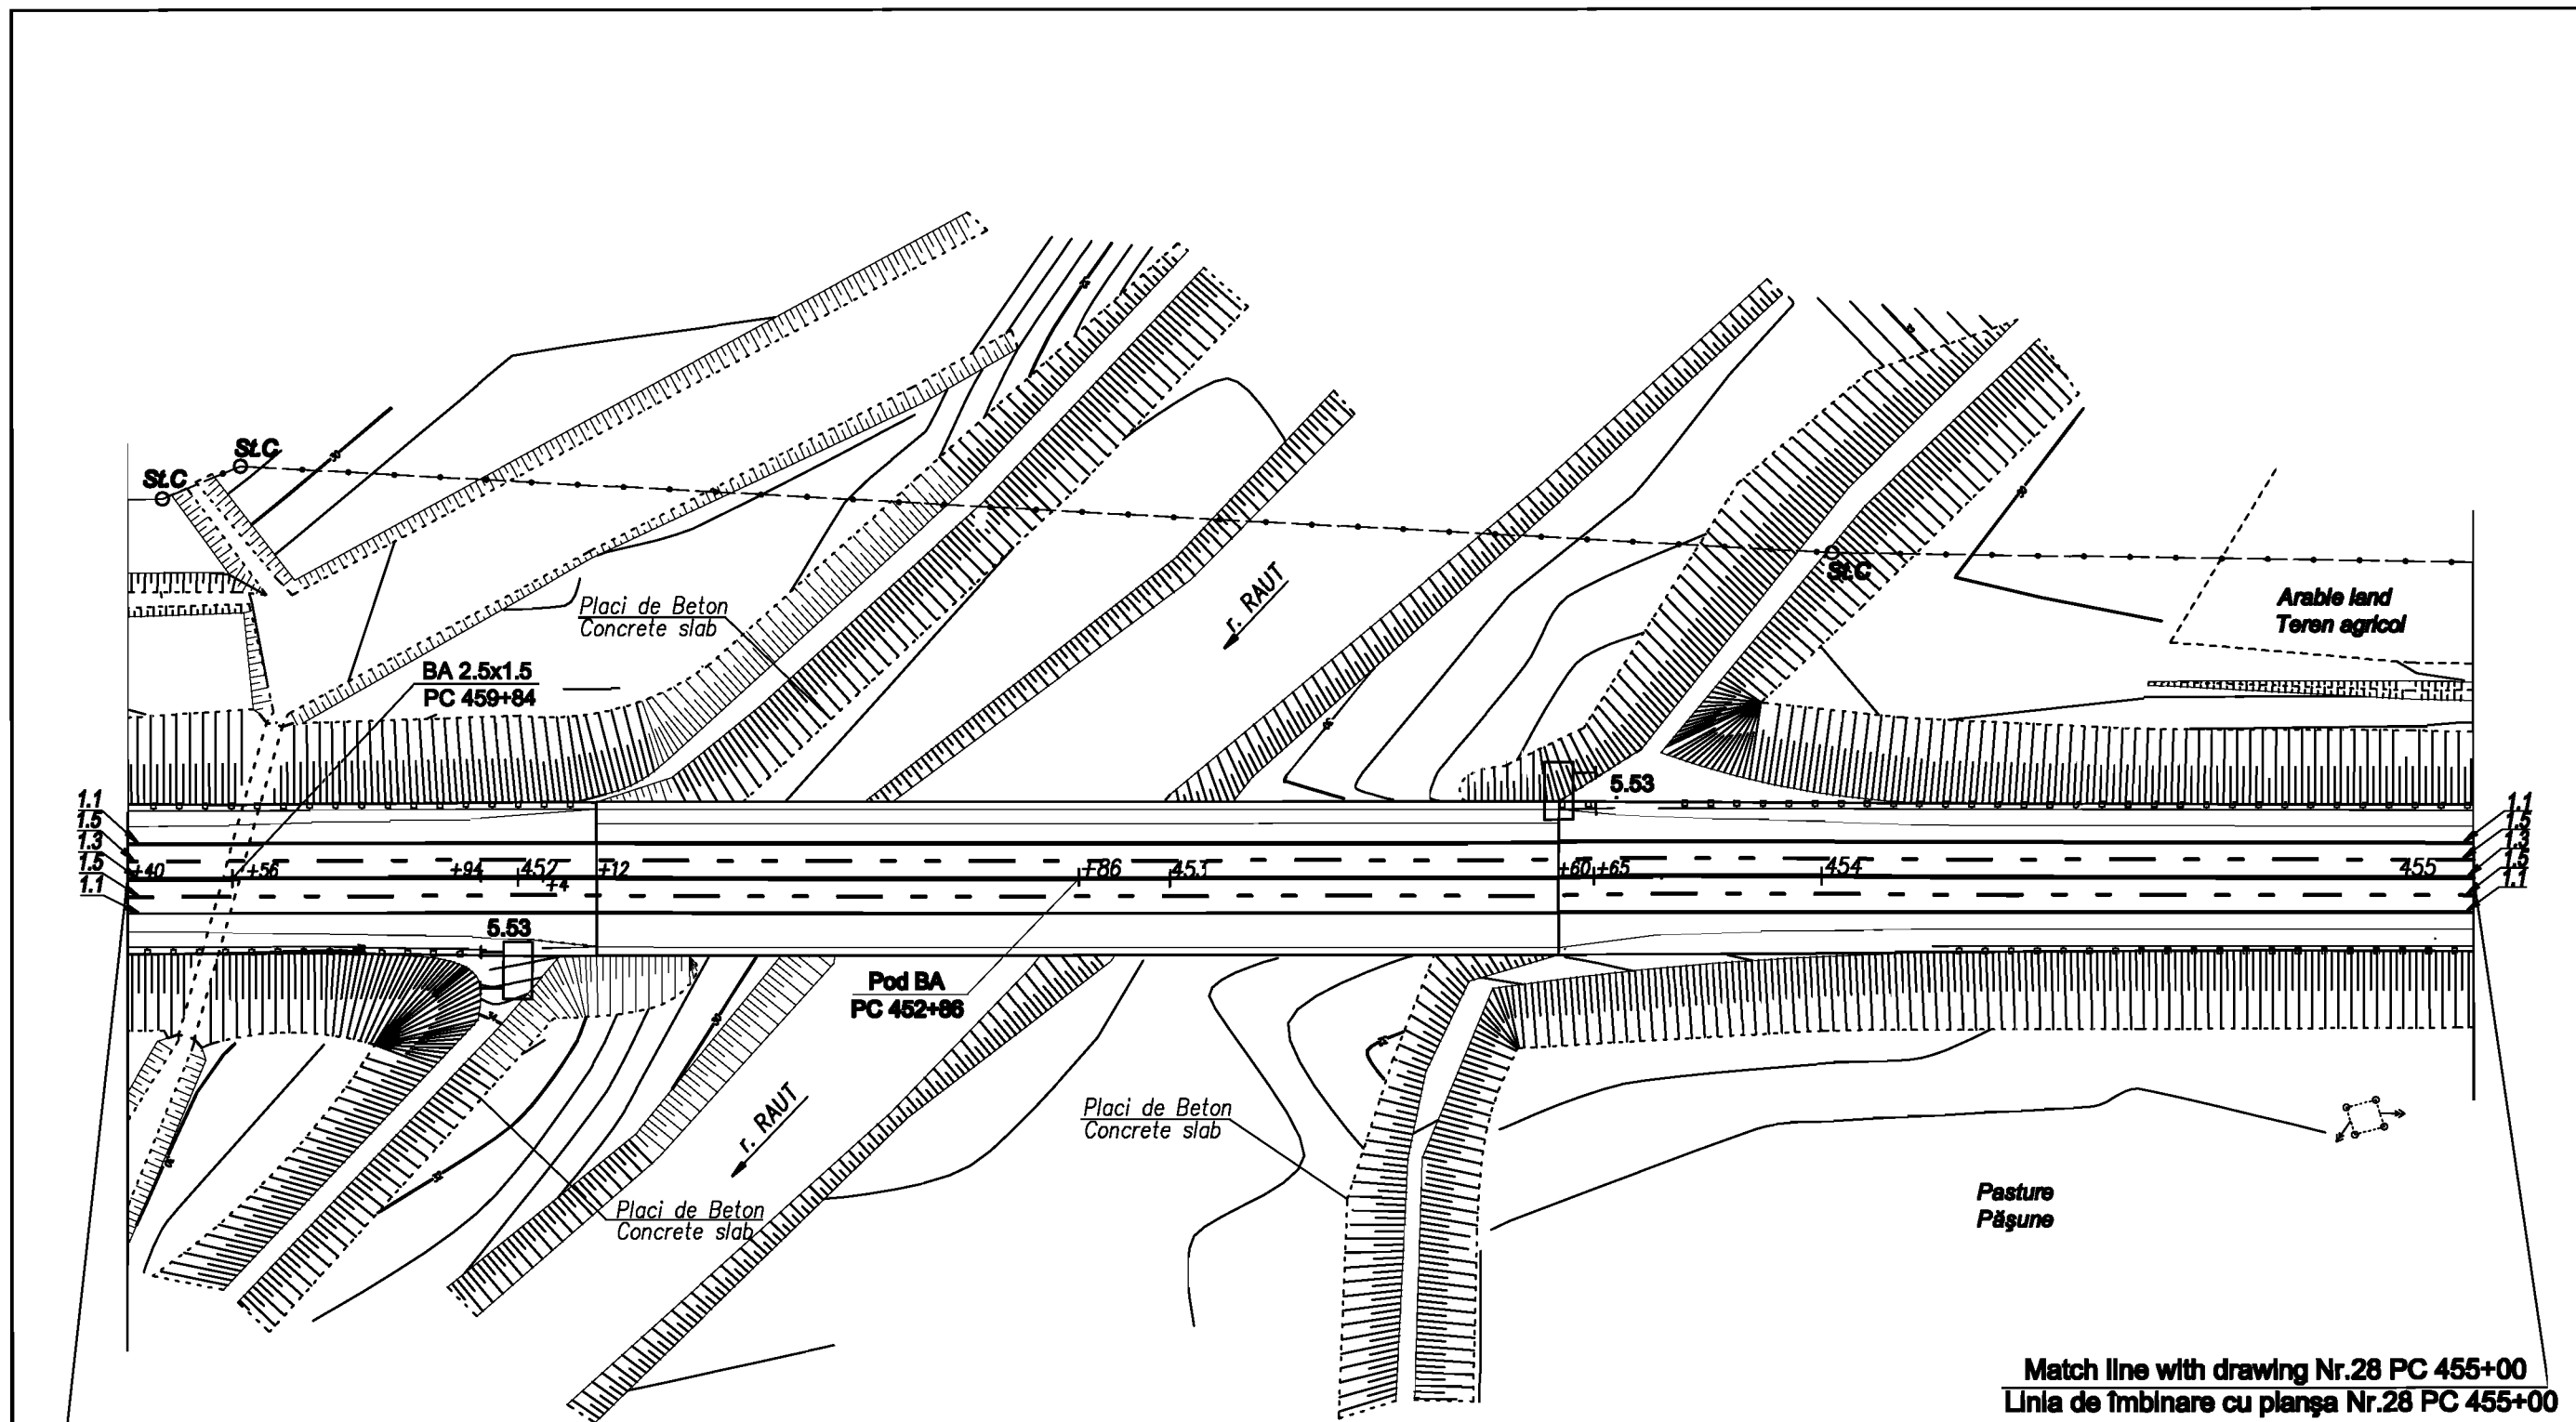 St.C
St.C
Placi de Beton
Concrete slab
r. RAUT
St.C
Arable land
Teren agricol
BA 2.5x1.5
PC 459+84
5.53
1.1
1.5
1.3
1.5
1.1
1.1
1.5
1.3
1.5
1.1
+40
+56
+94
452
+4
+12
+86
453
+60
+65
454
455
5.53
Pod BA
PC 452+86
r. RAUT
Placi de Beton
Concrete slab
Placi de Beton
Concrete slab
Pasture
Pășune
Match line with drawing Nr.28 PC 455+00
Linia de îmbinare cu planșa Nr.28 PC 455+00